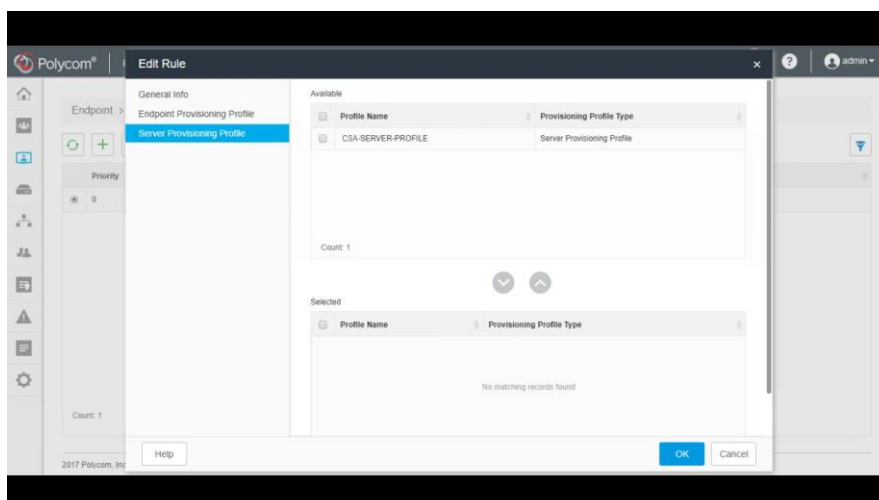 Polycom®
Edit Rule
×
?
admin
Endpoint >
General Info
Endpoint Provisioning Profile
Server Provisioning Profile
Priority
0
Count: 1
Available
Profile Name Provisioning Profile Type
CSA-SERVER-PROFILE Server Provisioning Profile
Count: 1
Selected
Profile Name Provisioning Profile Type
No matching records found
Help
OK
Cancel
2017 Polycom, Inc